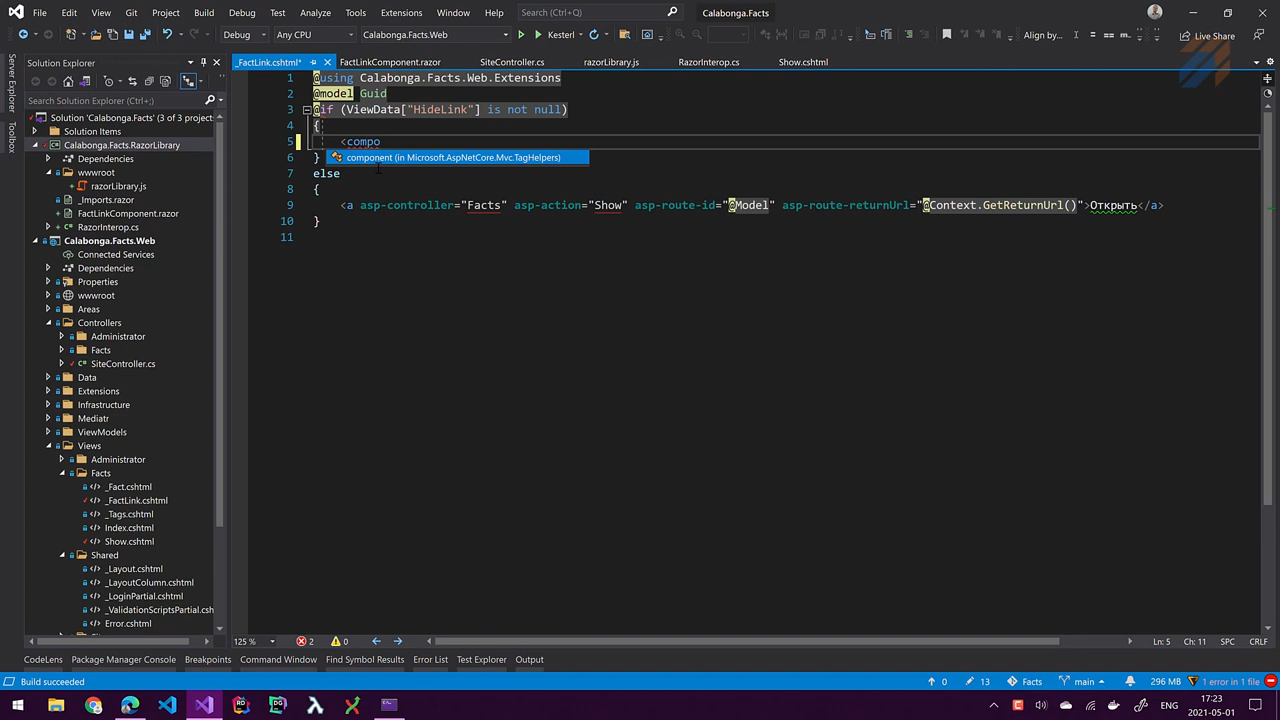 File Edit View Git Project Build Debug Test Analyze Tools Extensions Window Help Search (Ctrl+Q) Calabonga.Facts
Debug Any CPU Calabonga.Facts.Web Kestrel Align by... Live Share
Server Explorer
Toolbox
Solution Explorer
Search Solution Explorer (Ctrl+;)
Solution 'Calabonga.Facts' (3 of 3 projects
Solution Items
Calabonga.Facts.RazorLibrary
Dependencies
wwwroot
razorLibrary.js
_Imports.razor
FactLinkComponent.razor
RazorInterop.cs
Calabonga.Facts.Web
Connected Services
Dependencies
Properties
wwwroot
Areas
Controllers
Administrator
Facts
SiteController.cs
Data
Extensions
Infrastructure
Mediatr
ViewModels
Views
Administrator
Facts
_Fact.cshtml
_FactLink.cshtml
_Tags.cshtml
Index.cshtml
Show.cshtml
Shared
_Layout.cshtml
_LayoutColumn.cshtml
_LoginPartial.cshtml
_ValidationScriptsPartial.cshtml
Error.cshtml
_FactLink.cshtml* FactLinkComponent.razor SiteController.cs razorLibrary.js RazorInterop.cs Show.cshtml
1 @using Calabonga.Facts.Web.Extensions
2 @model Guid
3 @if (ViewData["HideLink"] is not null)
4 {
5 <compo
component (in Microsoft.AspNetCore.Mvc.TagHelpers)
6 }
7 else
8 {
9 <a asp-controller="Facts" asp-action="Show" asp-route-id="@Model" asp-route-returnUrl="@Context.GetReturnUrl()">Открыть</a>
10 }
11
125 % 2 0 Ln: 5 Ch: 11 SPC CRLF
CodeLens Package Manager Console Breakpoints Command Window Find Symbol Results Error List Test Explorer Output
Build succeeded 0 13 Facts main 296 MB 1 error in 1 file
ENG 17:23
2021-05-01